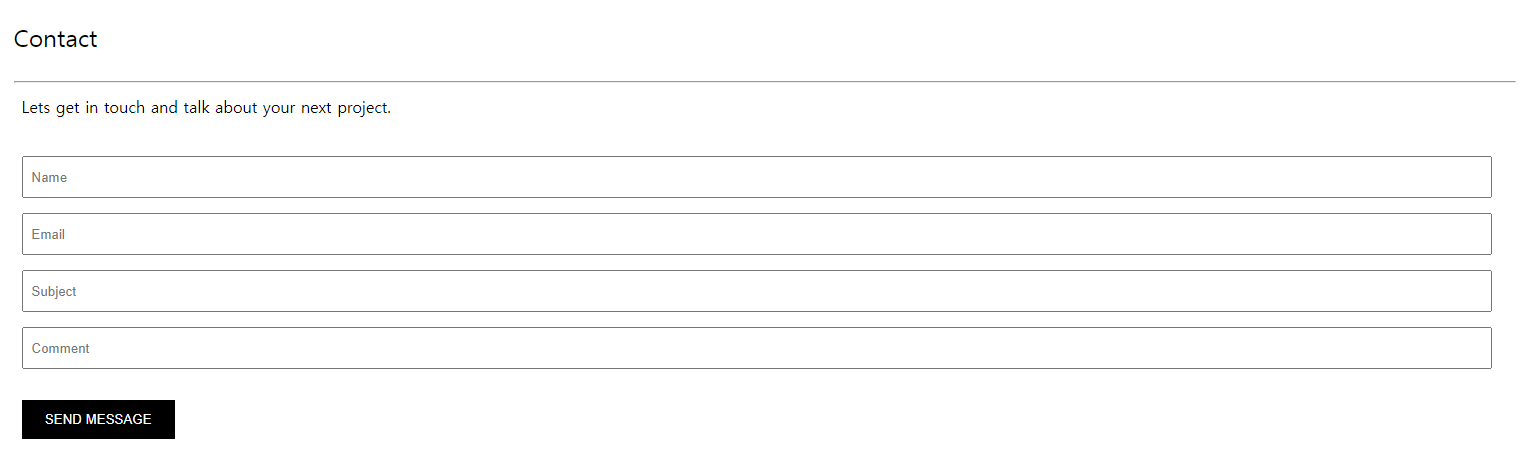 Contact
Lets get in touch and talk about your next project.
Name
Email
Subject
Comment
SEND MESSAGE